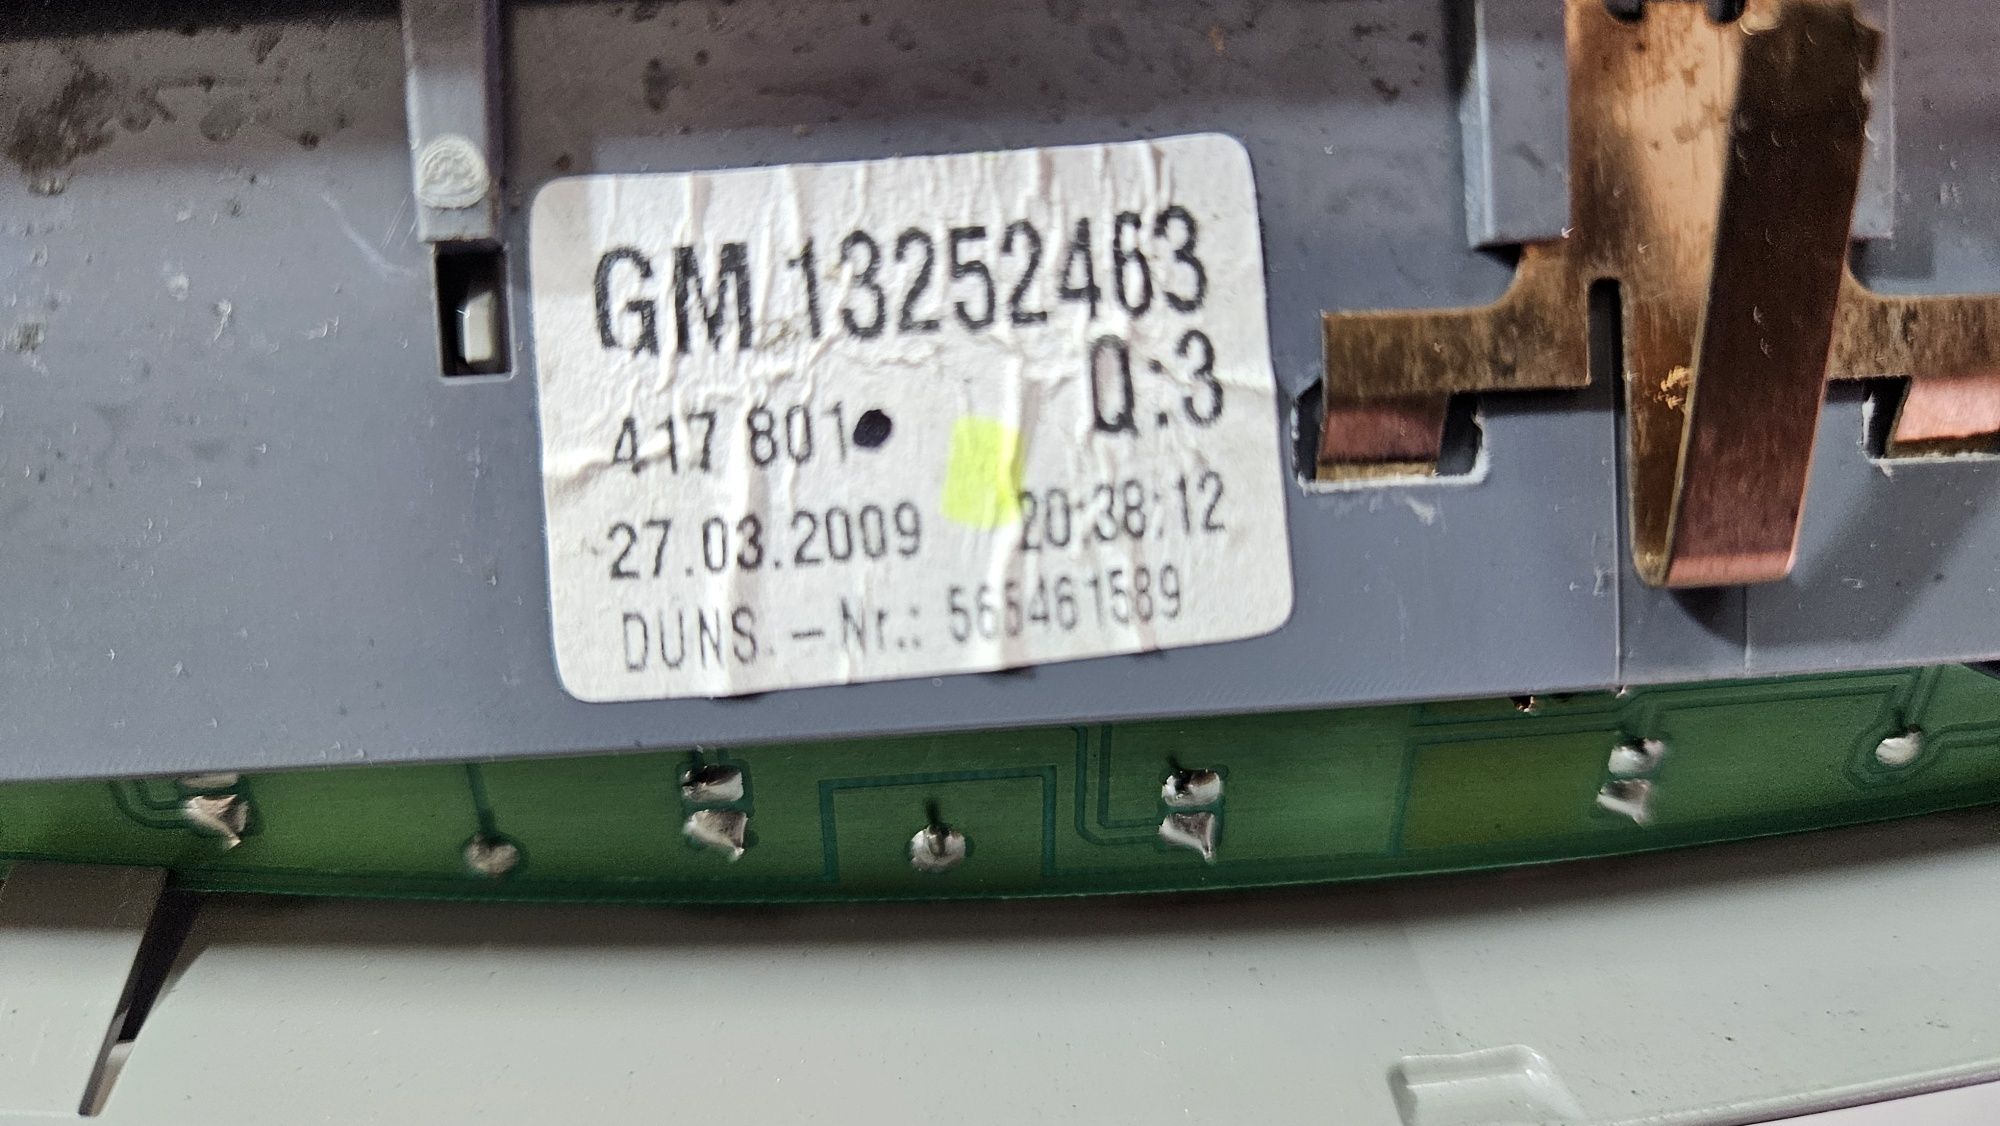 GM 13252463
Q:3
417 801
27.03.2009 20:38:12
DUNS.-Nr.: 565461589